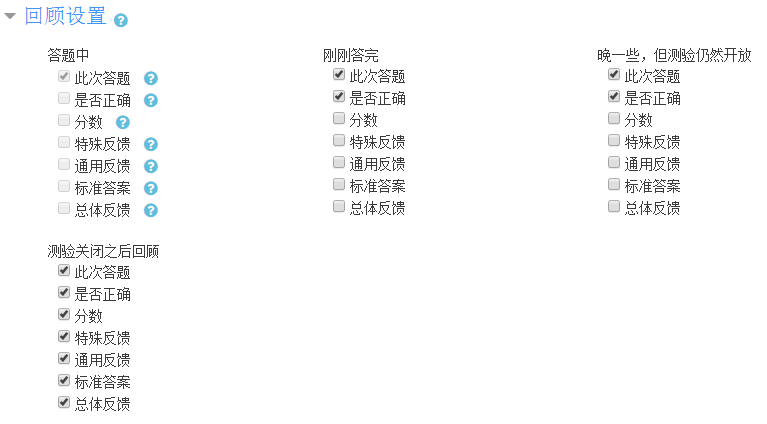 回顾设置
答题中
此次答题
是否正确
分数
特殊反馈
通用反馈
标准答案
总体反馈
刚刚答完
此次答题
是否正确
分数
特殊反馈
通用反馈
标准答案
总体反馈
晚一些，但测验仍然开放
此次答题
是否正确
分数
特殊反馈
通用反馈
标准答案
总体反馈
测验关闭之后回顾
此次答题
是否正确
分数
特殊反馈
通用反馈
标准答案
总体反馈